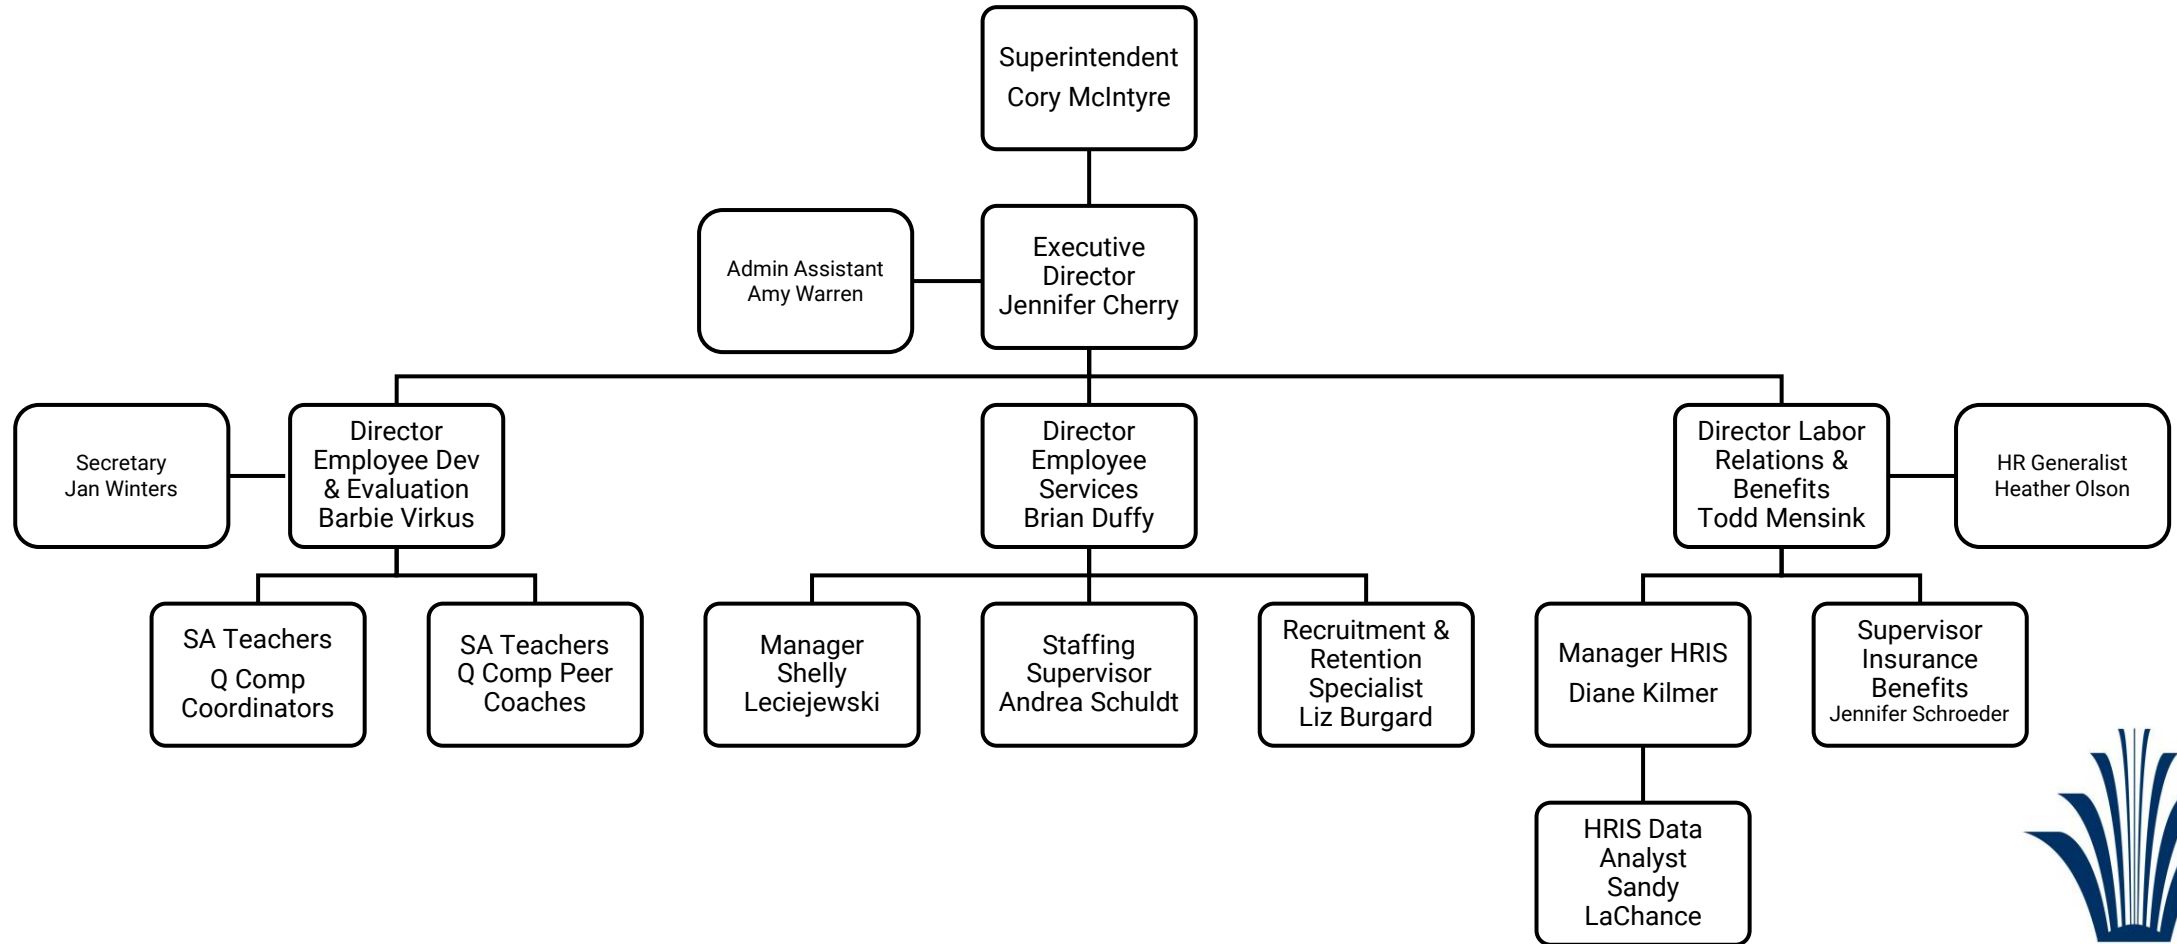 Superintendent
Cory McIntyre
Admin Assistant
Amy Warren
Executive
Director
Jennifer Cherry
Secretary
Jan Winters
Director
Employee Dev
& Evaluation
Barbie Virkus
Director
Employee
Services
Brian Duffy
Director Labor
Relations &
Benefits
Todd Mensink
HR Generalist
Heather Olson
SA Teachers
Q Comp
Coordinators
SA Teachers
Q Comp Peer
Coaches
Manager
Shelly
Leciejewski
Staffing
Supervisor
Andrea Schuldt
Recruitment &
Retention
Specialist
Liz Burgard
Manager HRIS
Diane Kilmer
Supervisor
Insurance
Benefits
Jennifer Schroeder
HRIS Data
Analyst
Sandy
LaChance